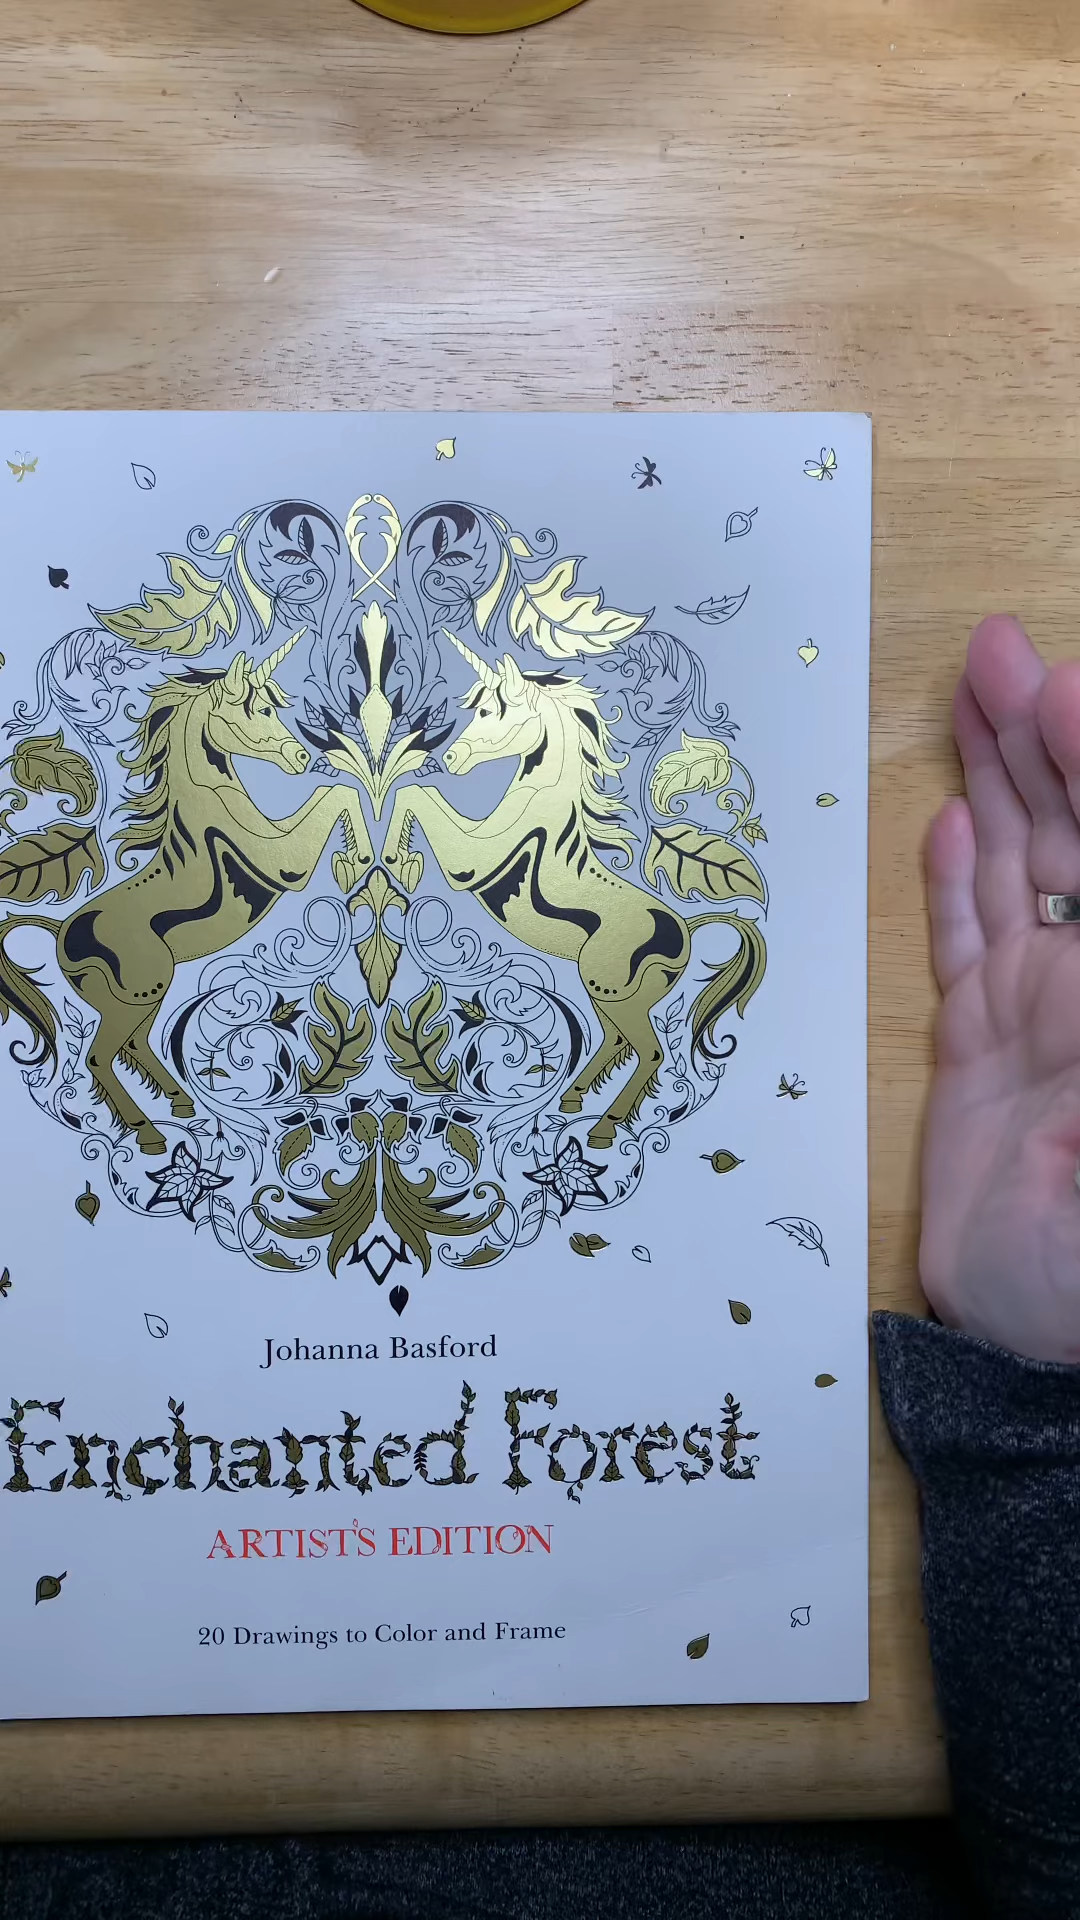 Johanna Basford
Enchanted Forest
ARTIST'S EDITION
20 Drawings to Color and Frame